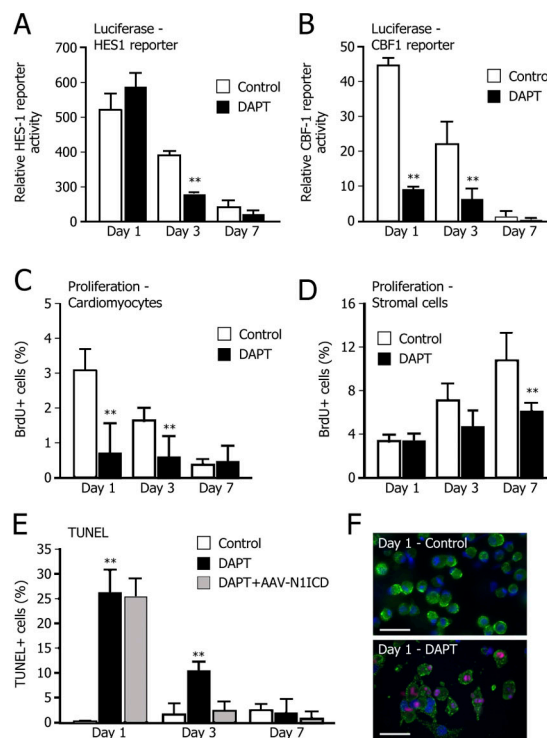 A
Luciferase -
HES1 reporter
Relative HES-1 reporter
activity
600
500
400
300
100
0
Control
DAPT
**
Day 1 Day 3 Day 7
B
Luciferase -
CBF1 reporter
Relative CBF-1 reporter
activity
50
40
30
20
10
0
Control
DAPT
** **
Day 1 Day 3 Day 7
C
Proliferation -
Cardiomyocytes
BrdU+ cells (%)
5
4
3
2
1
0
Control
DAPT
** **
Day 1 Day 3 Day 7
D
Proliferation -
Stromal cells
BrdU+ cells (%)
16
12
8
4
0
Control
DAPT
**
Day 1 Day 3 Day 7
E
TUNEL
TUNEL+ cells (%)
35
30
25
20
15
10
5
0
Control
DAPT
DAPT+AAV-N1ICD
** **
Day 1 Day 3 Day 7
F
Day 1 - Control
Day 1 - DAPT